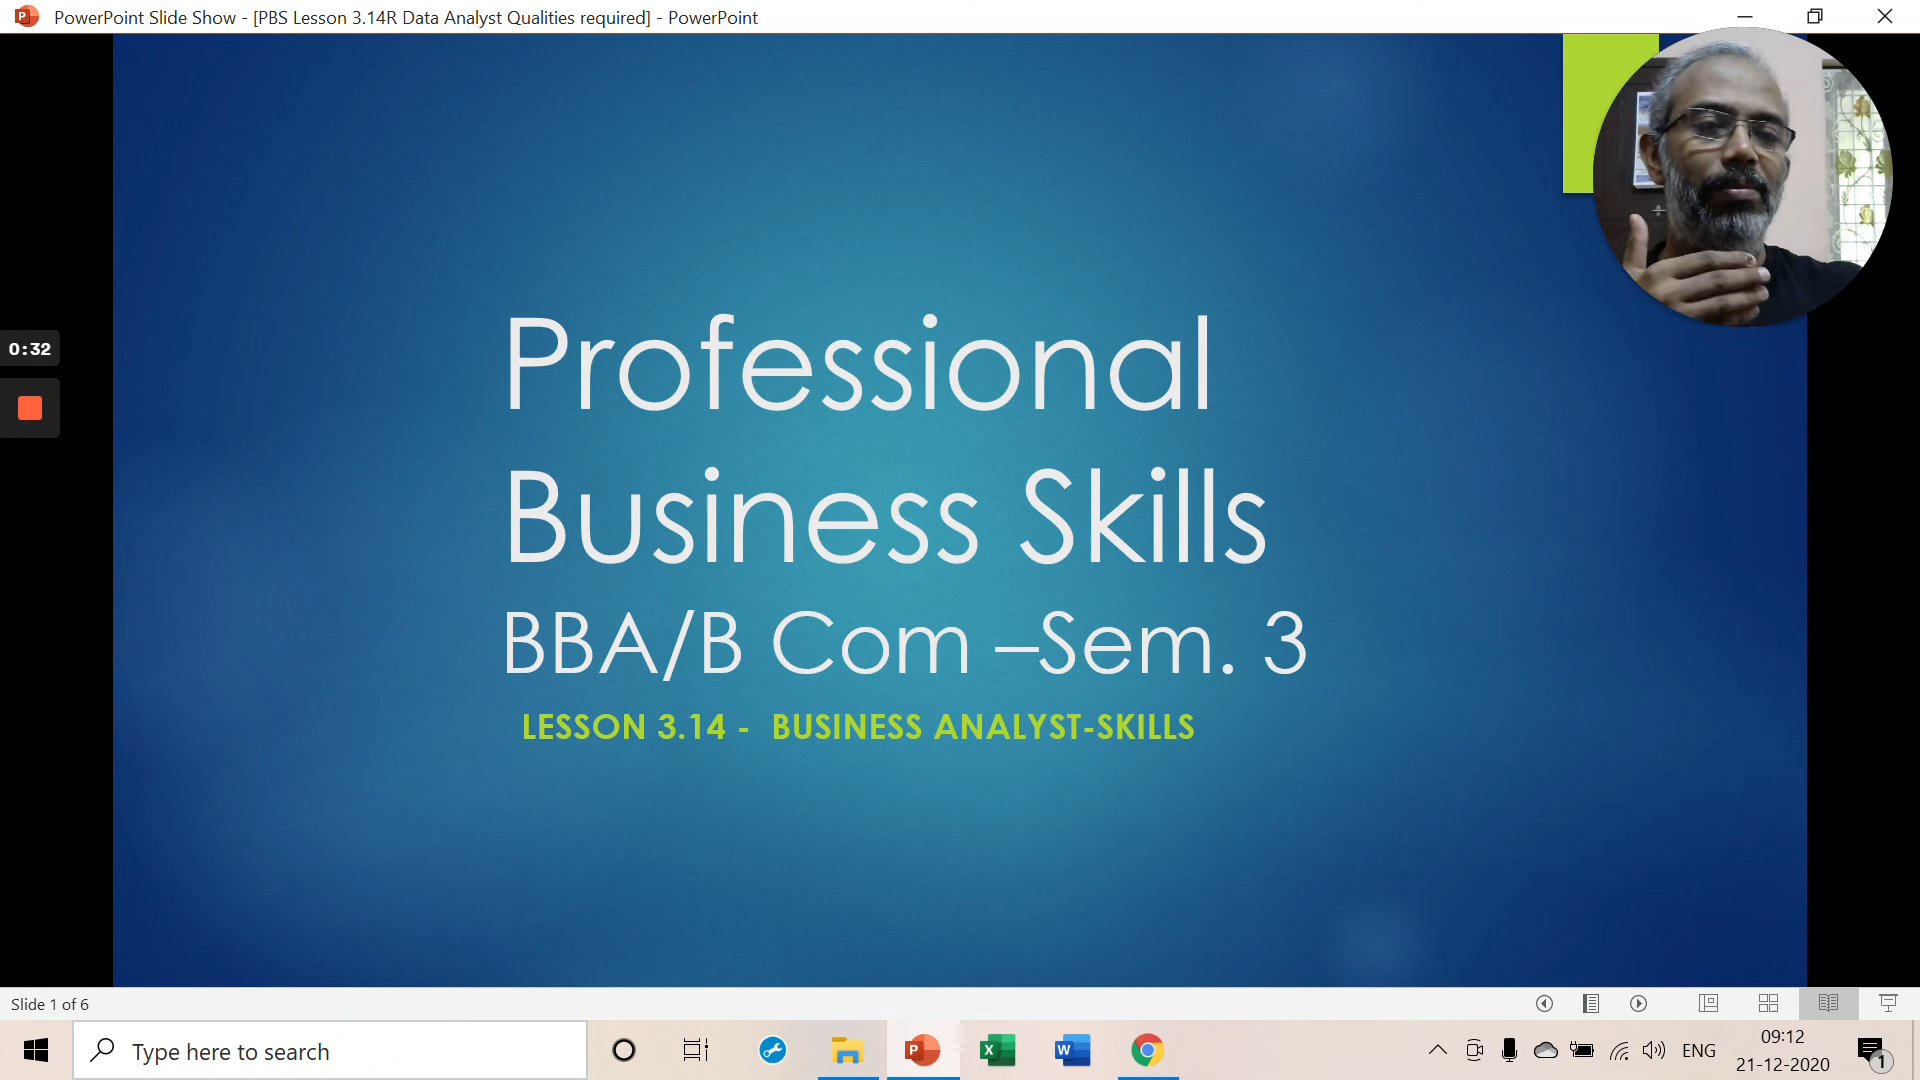 PowerPoint Slide Show - [PBS Lesson 3.14R Data Analyst Qualities required] - PowerPoint
0:32
Professional
Business Skills
BBA/B Com –Sem. 3
LESSON 3.14 - BUSINESS ANALYST-SKILLS
Slide 1 of 6
Type here to search
ENG
09:12
21-12-2020
1